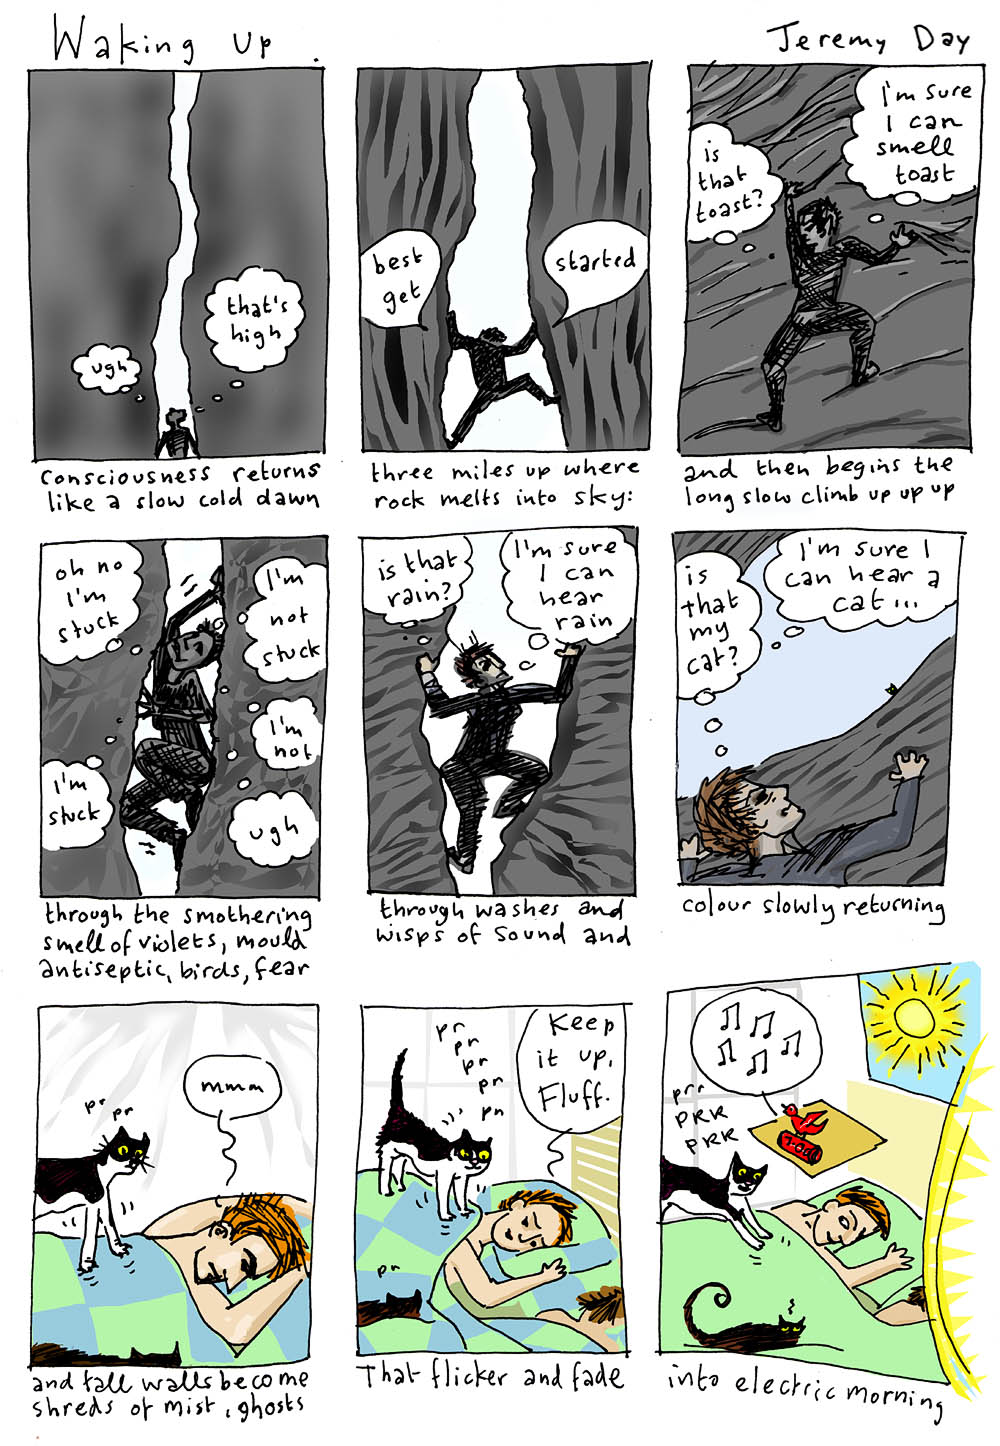 Waking up.
Jeremy Day
ugh
that's
high
consciousness returns
like a slow cold dawn
best
get
started
three miles up where
rock melts into sky:
is
that
toast?
I'm sure
I can
smell
toast
and then begins the
long slow climb up up up
oh no
I'm
stuck
I'm
not
stuck
I'm
stuck
I'm
not
ugh
through the smothering
smell of violets, mould
antiseptic, birds, fear
is that
rain?
I'm sure
I can
hear
rain
through washes and
wisps of sound and
is
that
my
cat?
I'm sure I
can hear a
cat...
colour slowly returning
pr
pr
mmm
and tall walls become
shreds of mist, ghosts
pr
pr
pr
pr
pr
Keep
it up,
Fluff.
pr
That flicker and fade
prr
PRR
PRR
into electric morning